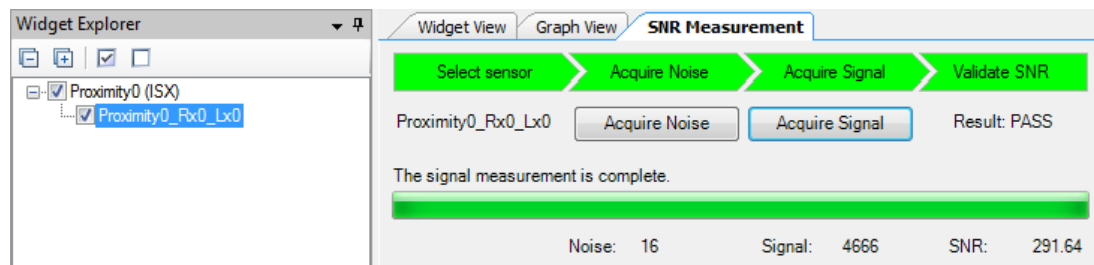 Widget Explorer
Proximity0 (ISX)
Proximity0_Rx0_Lx0
Widget View Graph View SNR Measurement
Select sensor Acquire Noise Acquire Signal Validate SNR
Proximity0_Rx0_Lx0 Acquire Noise Acquire Signal Result: PASS
The signal measurement is complete.
Noise: 16 Signal: 4666 SNR: 291.64